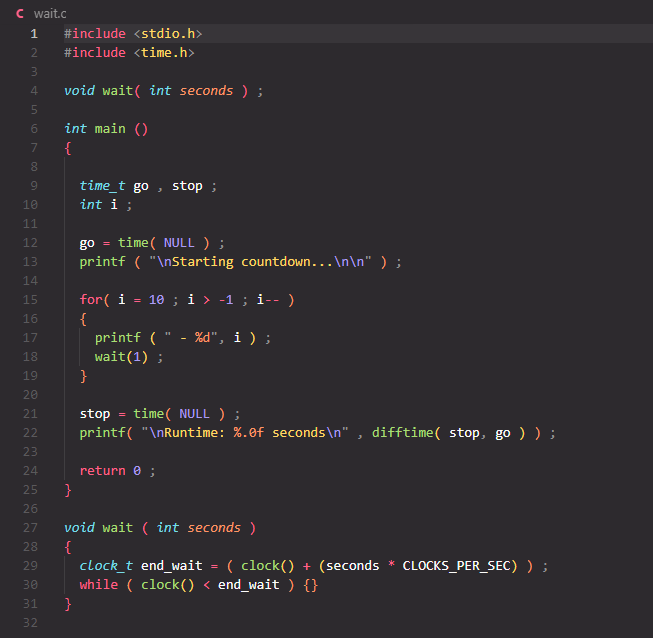 C wait.c
1 #include <stdio.h>
2 #include <time.h>
3
4 void wait( int seconds ) ;
5
6 int main ()
7 {
8
9   time_t go , stop ;
10   int i ;
11
12   go = time( NULL ) ;
13   printf ( "\nStarting countdown...\n\n" ) ;
14
15   for( i = 10 ; i > -1 ; i-- )
16   {
17     printf ( " - %d", i ) ;
18     wait(1) ;
19   }
20
21   stop = time( NULL ) ;
22   printf( "\nRuntime: %.0f seconds\n" , difftime( stop, go ) ) ;
23
24   return 0 ;
25 }
26
27 void wait ( int seconds )
28 {
29   clock_t end_wait = ( clock() + (seconds * CLOCKS_PER_SEC) ) ;
30   while ( clock() < end_wait ) {}
31 }
32